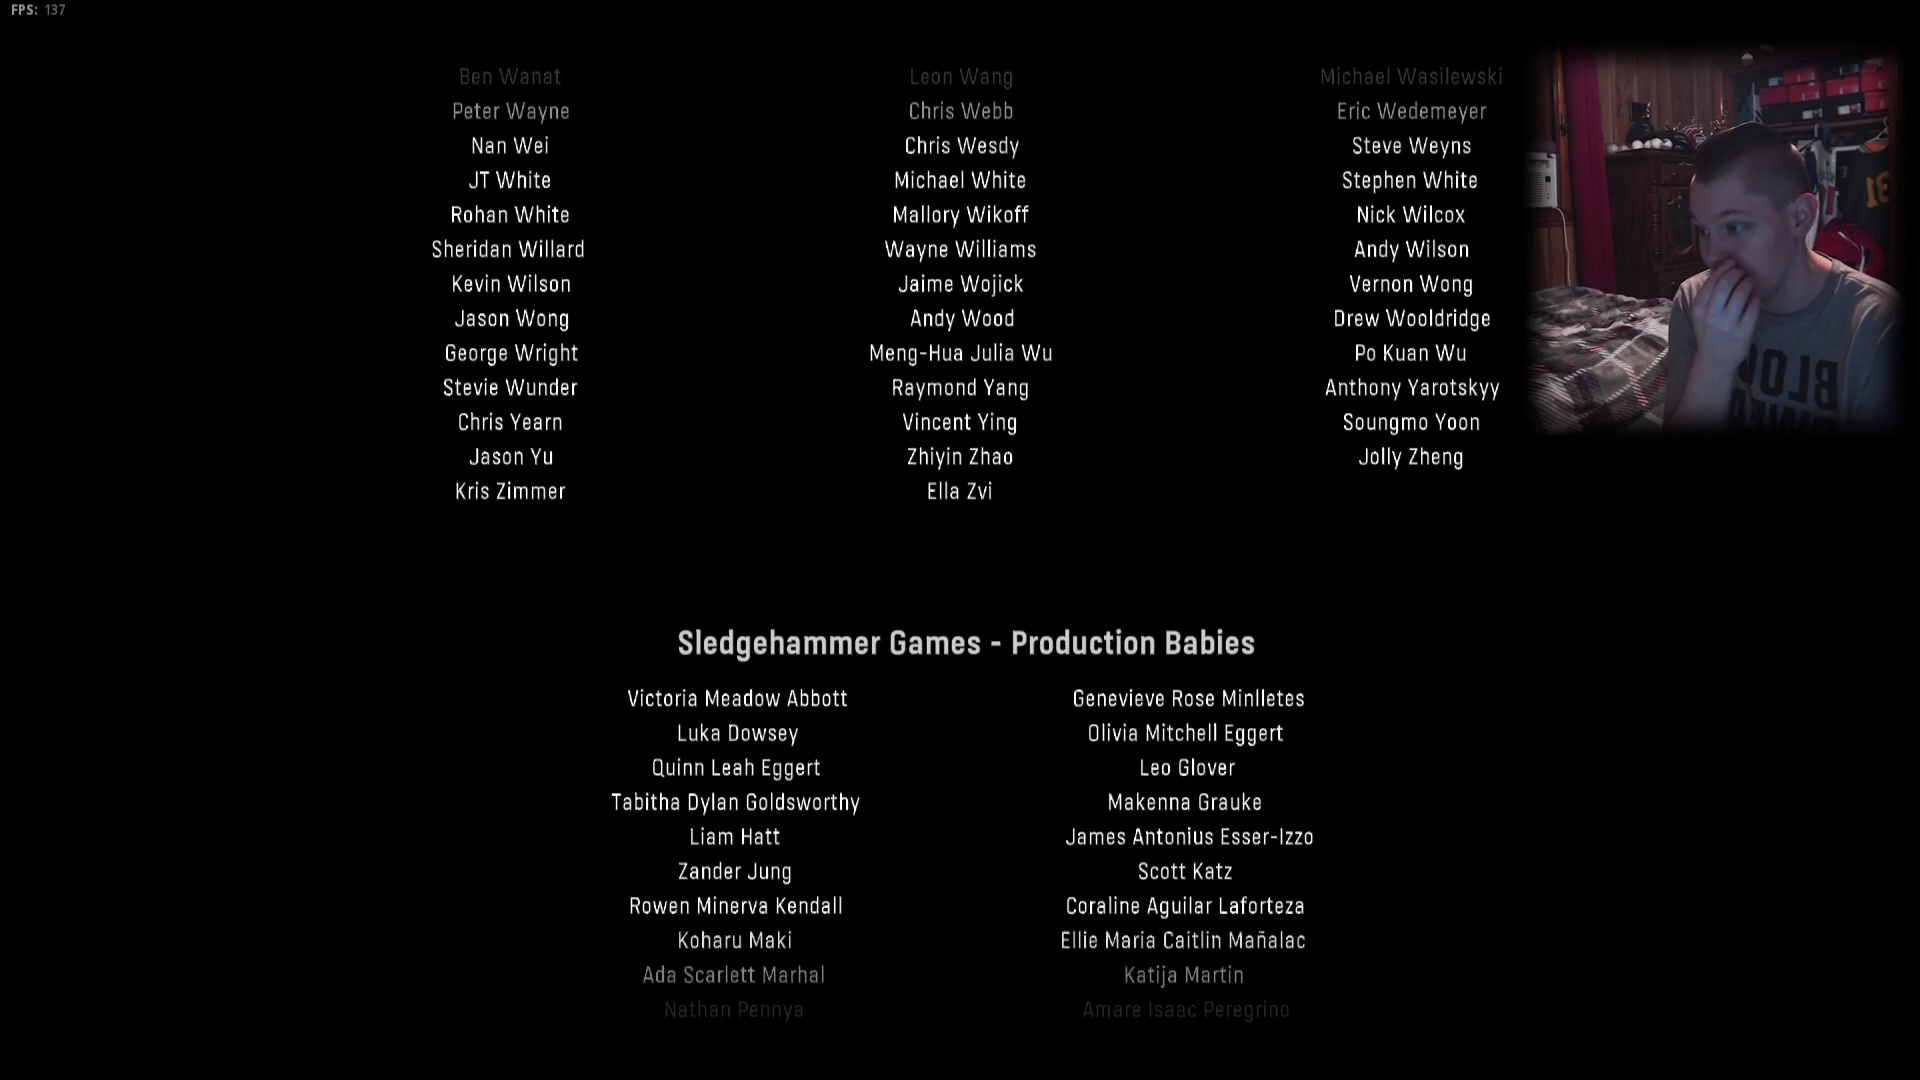 FPS: 137
Ben Wanat Leon Wang Michael Wasilewski
Peter Wayne Chris Webb Eric Wedemeyer
Nan Wei Chris Wesdy Steve Weyns
JT White Michael White Stephen White
Rohan White Mallory Wikoff Nick Wilcox
Sheridan Willard Wayne Williams Andy Wilson
Kevin Wilson Jaime Wojick Vernon Wong
Jason Wong Andy Wood Drew Wooldridge
George Wright Meng-Hua Julia Wu Po Kuan Wu
Stevie Wunder Raymond Yang Anthony Yarotskyy
Chris Yearn Vincent Ying Soungmo Yoon
Jason Yu Zhiyin Zhao Jolly Zheng
Kris Zimmer Ella Zvi
Sledgehammer Games - Production Babies
Victoria Meadow Abbott Genevieve Rose Minlletes
Luka Dowsey Olivia Mitchell Eggert
Quinn Leah Eggert Leo Glover
Tabitha Dylan Goldsworthy Makenna Grauke
Liam Hatt James Antonius Esser-Izzo
Zander Jung Scott Katz
Rowen Minerva Kendall Coraline Aguilar Laforteza
Koharu Maki Ellie Maria Caitlin Mañalac
Ada Scarlett Marhal Katija Martin
Nathan Pennya Amare Isaac Peregrino